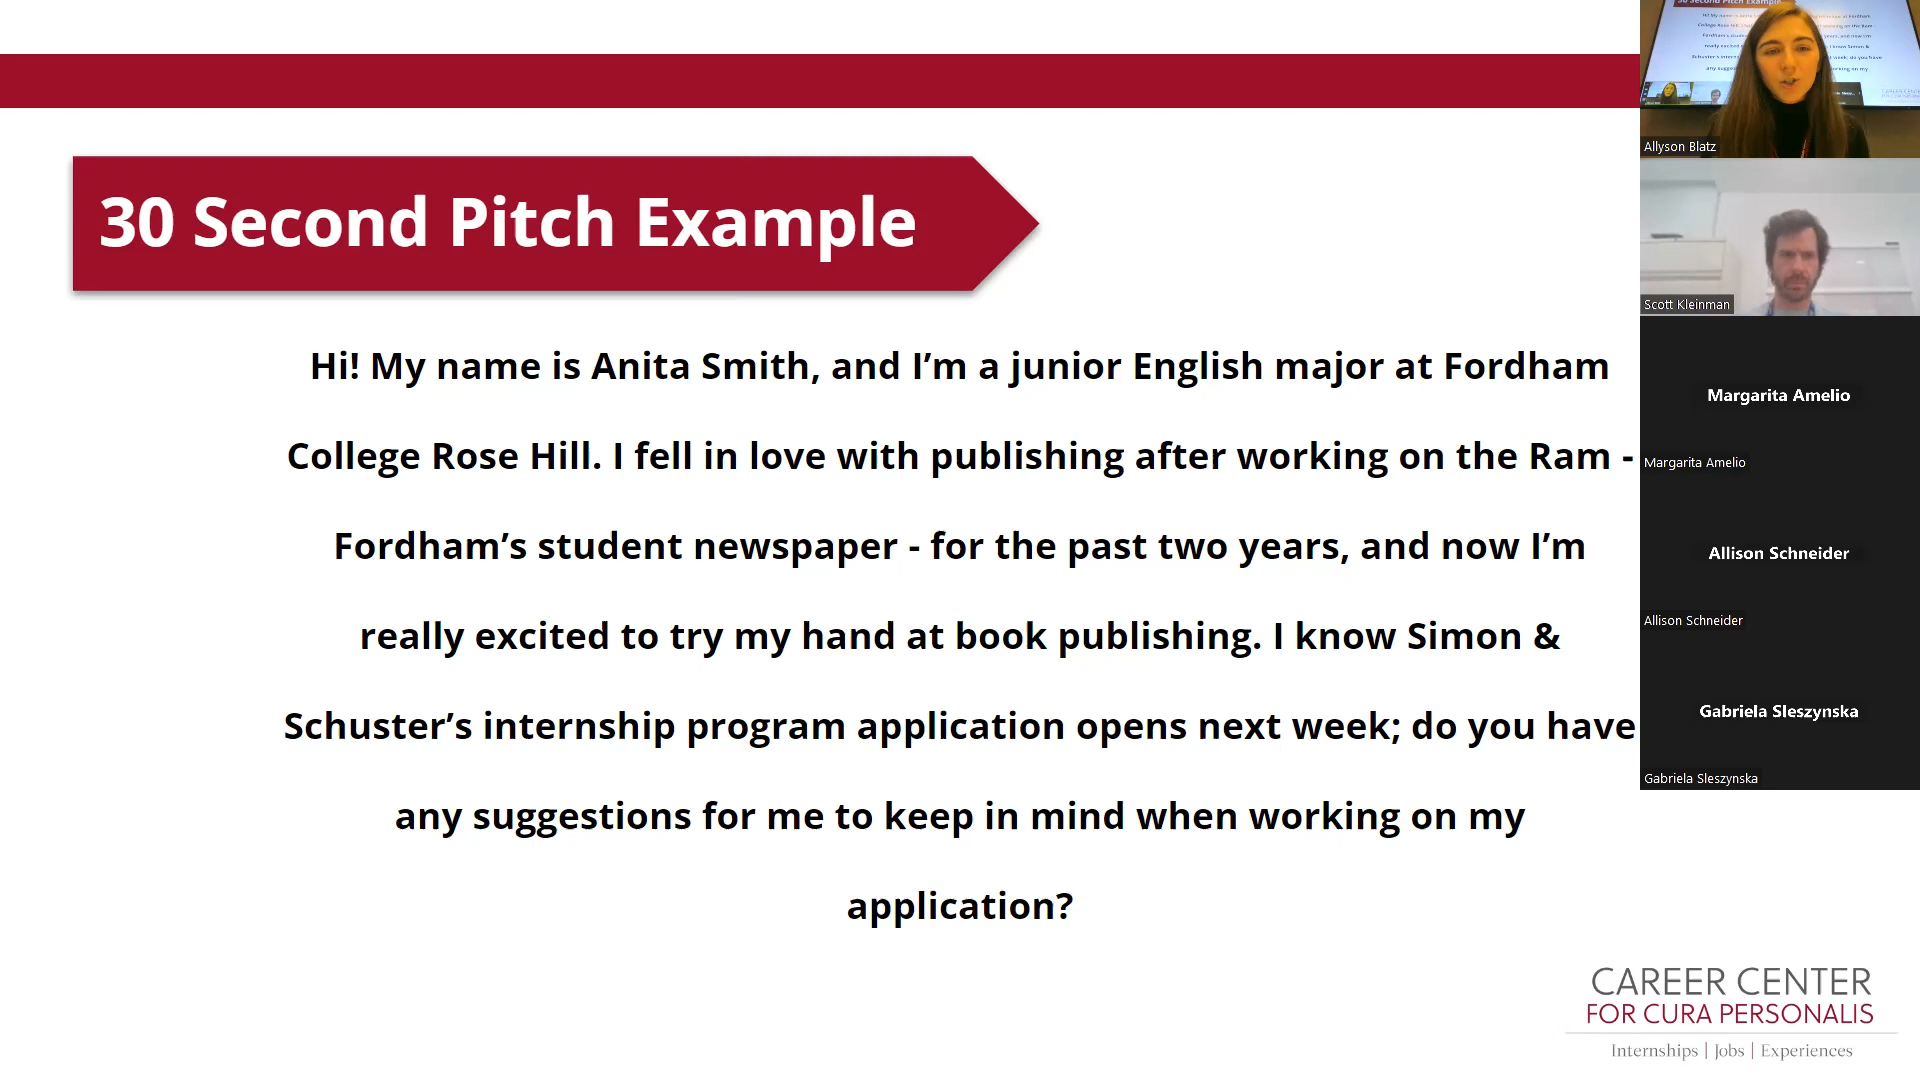 30 Second Pitch Example
Hi! My name is Anita Smith, and I’m a junior English major at Fordham
College Rose Hill. I fell in love with publishing after working on the Ram -
Fordham’s student newspaper - for the past two years, and now I’m
really excited to try my hand at book publishing. I know Simon &
Schuster’s internship program application opens next week; do you have
any suggestions for me to keep in mind when working on my
application?
CAREER CENTER
FOR CURA PERSONALIS
Internships | Jobs | Experiences
Allyson Blatz
Scott Kleinman
Margarita Amelio
Margarita Amelio
Allison Schneider
Allison Schneider
Gabriela Sleszynska
Gabriela Sleszynska